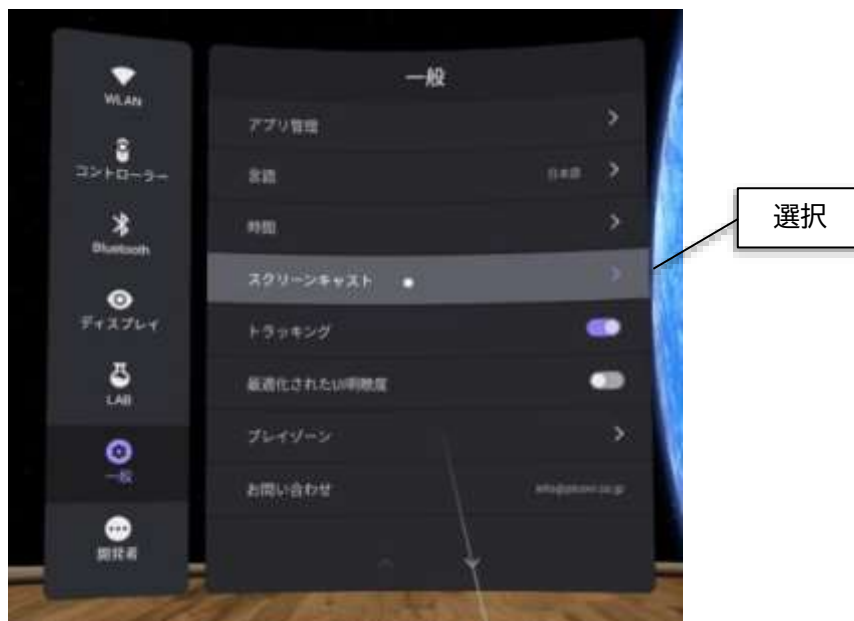 WLAN
コントローラー
Bluetooth
ディスプレイ
LAB
一般
開発者
一般
アプリ管理
言語 日本語
時間
スクリーンキャスト
トラッキング
最適化されたUI明瞭度
プレイゾーン
お問い合わせ
選択